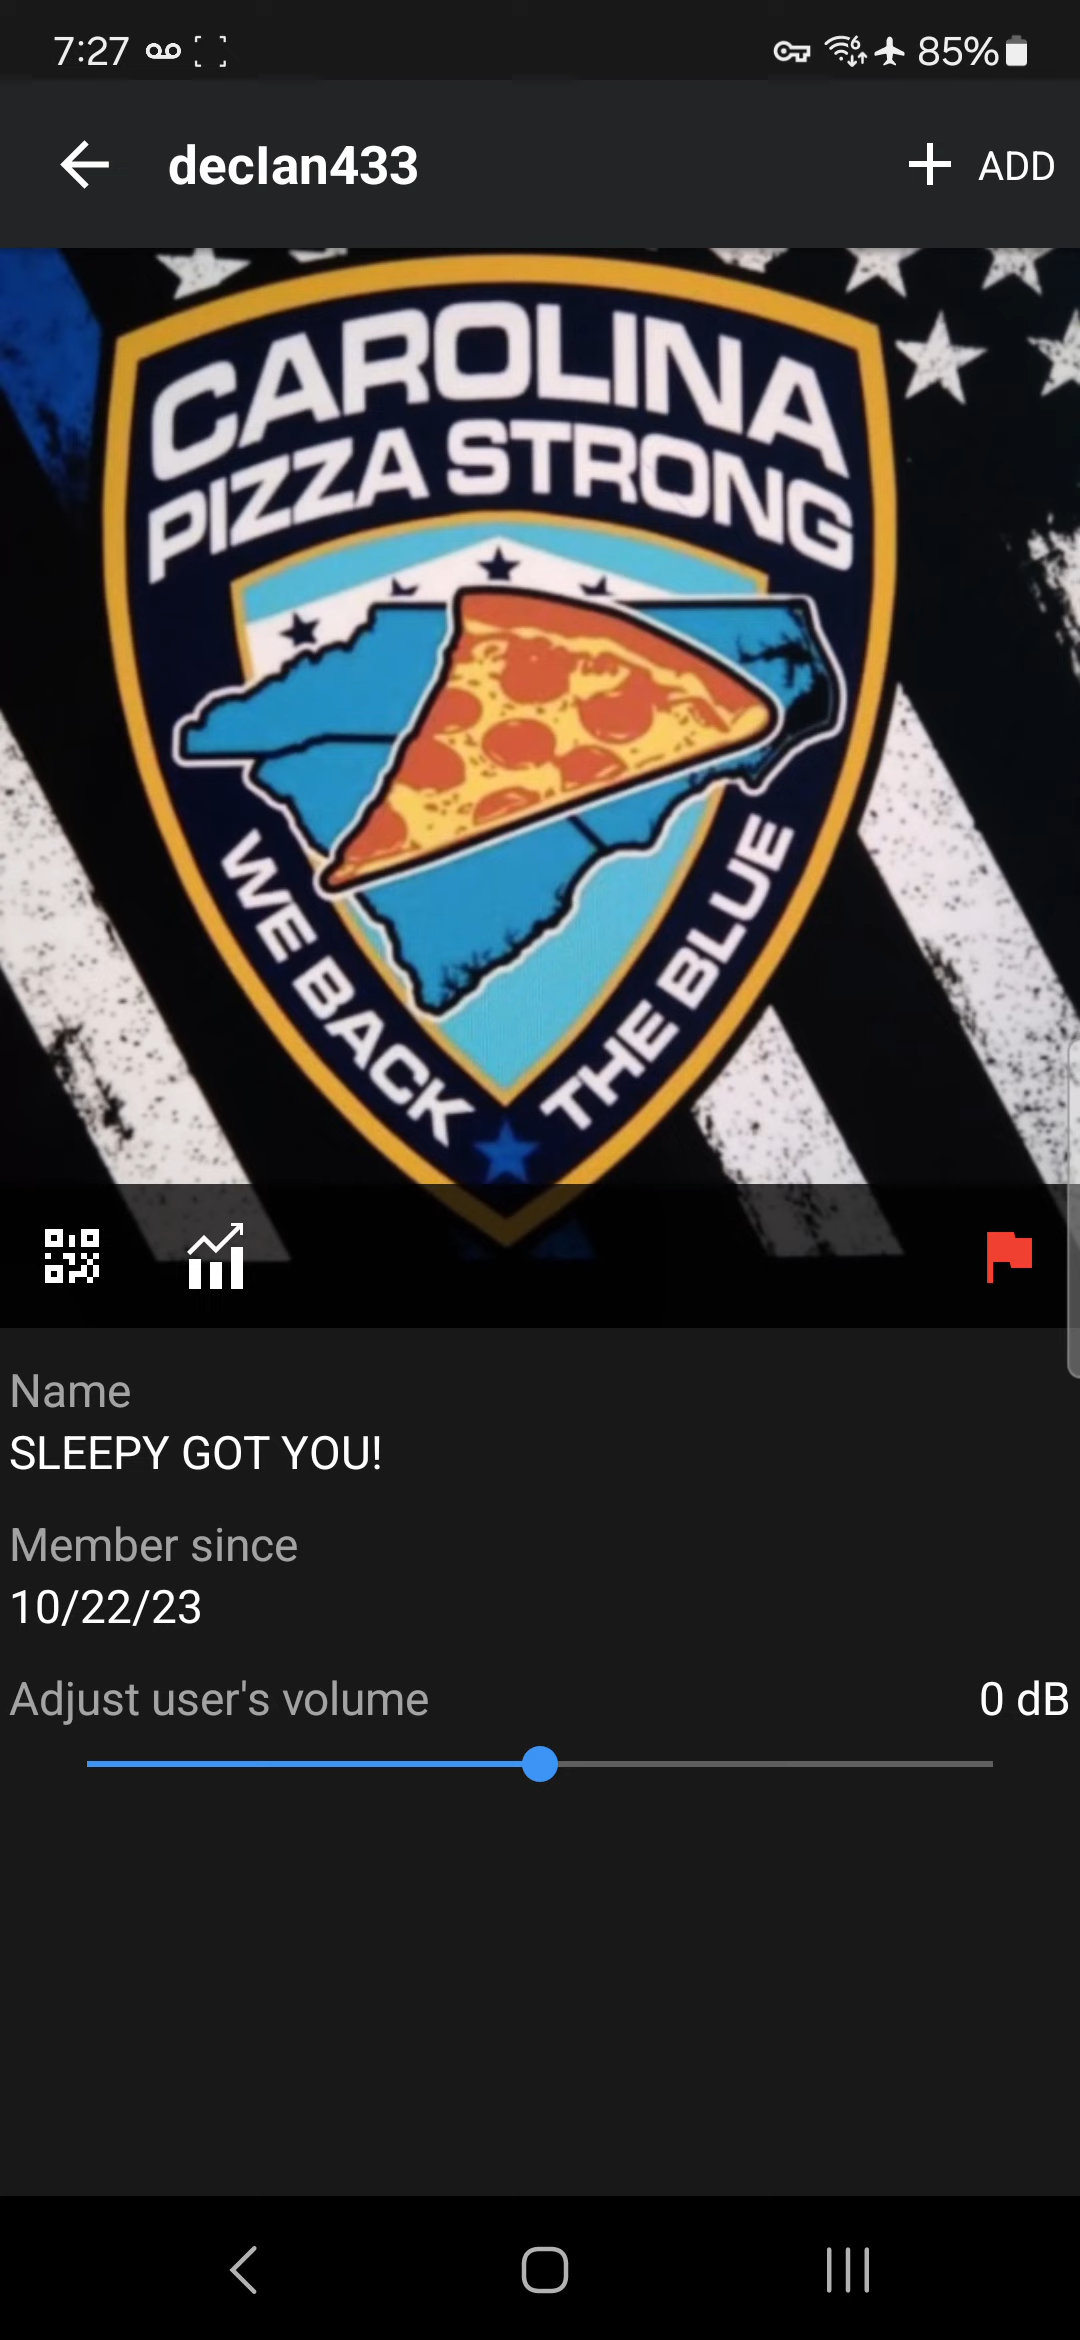 7:27
85%
declan433
ADD
CAROLINA
PIZZA STRONG
WE BACK
THE BLUE
Name
SLEEPY GOT YOU!
Member since
10/22/23
Adjust user's volume
0 dB